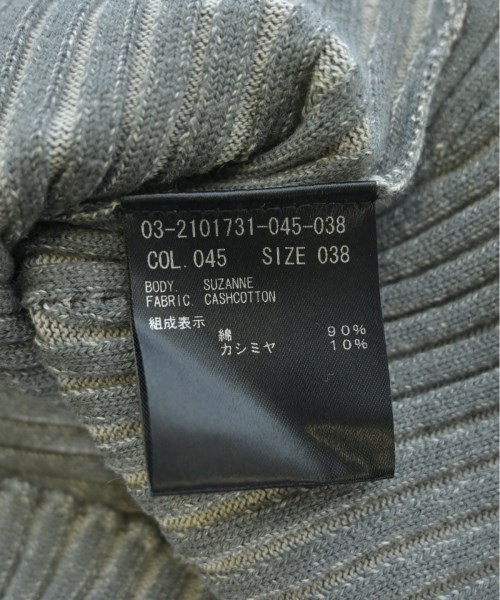 03-2101731-045-038
COL. 045 SIZE 038
BODY. SUZANNE
FABRIC. CASHCOTTON
組成表示
綿 90%
カシミヤ 10%